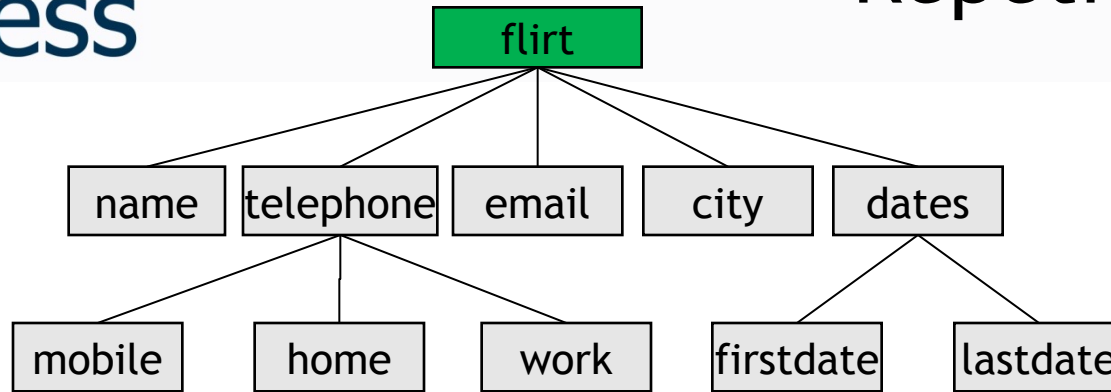 ess
flirt
name telephone email city dates
mobile home work firstdate lastdate